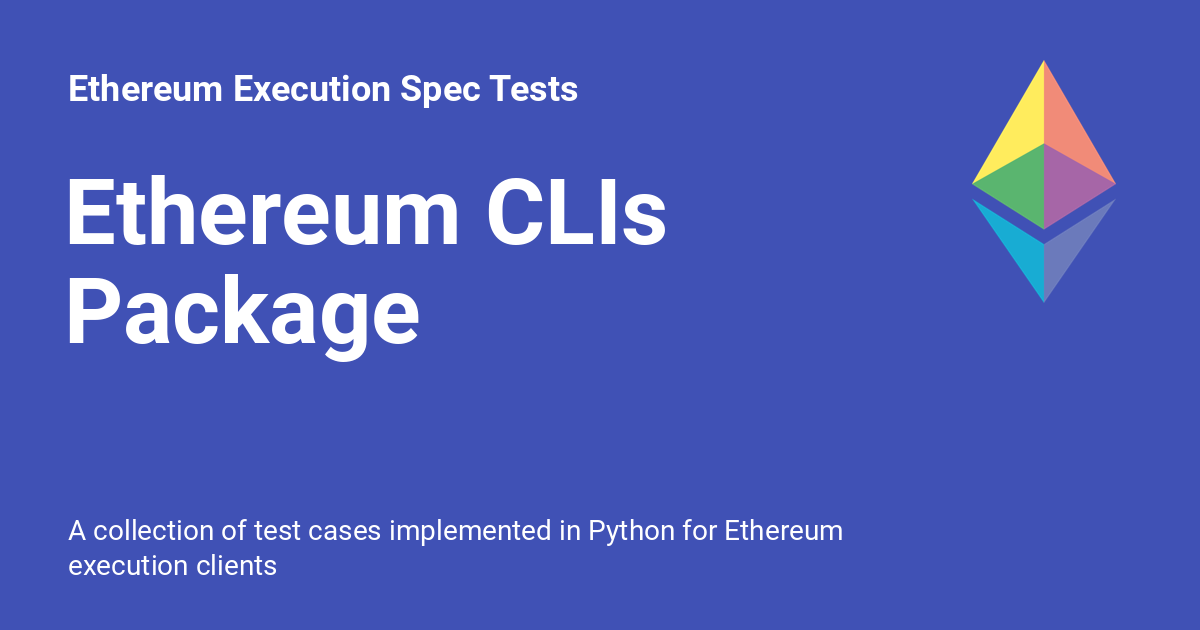 Ethereum Execution Spec Tests
Ethereum CLIs
Package
A collection of test cases implemented in Python for Ethereum
execution clients